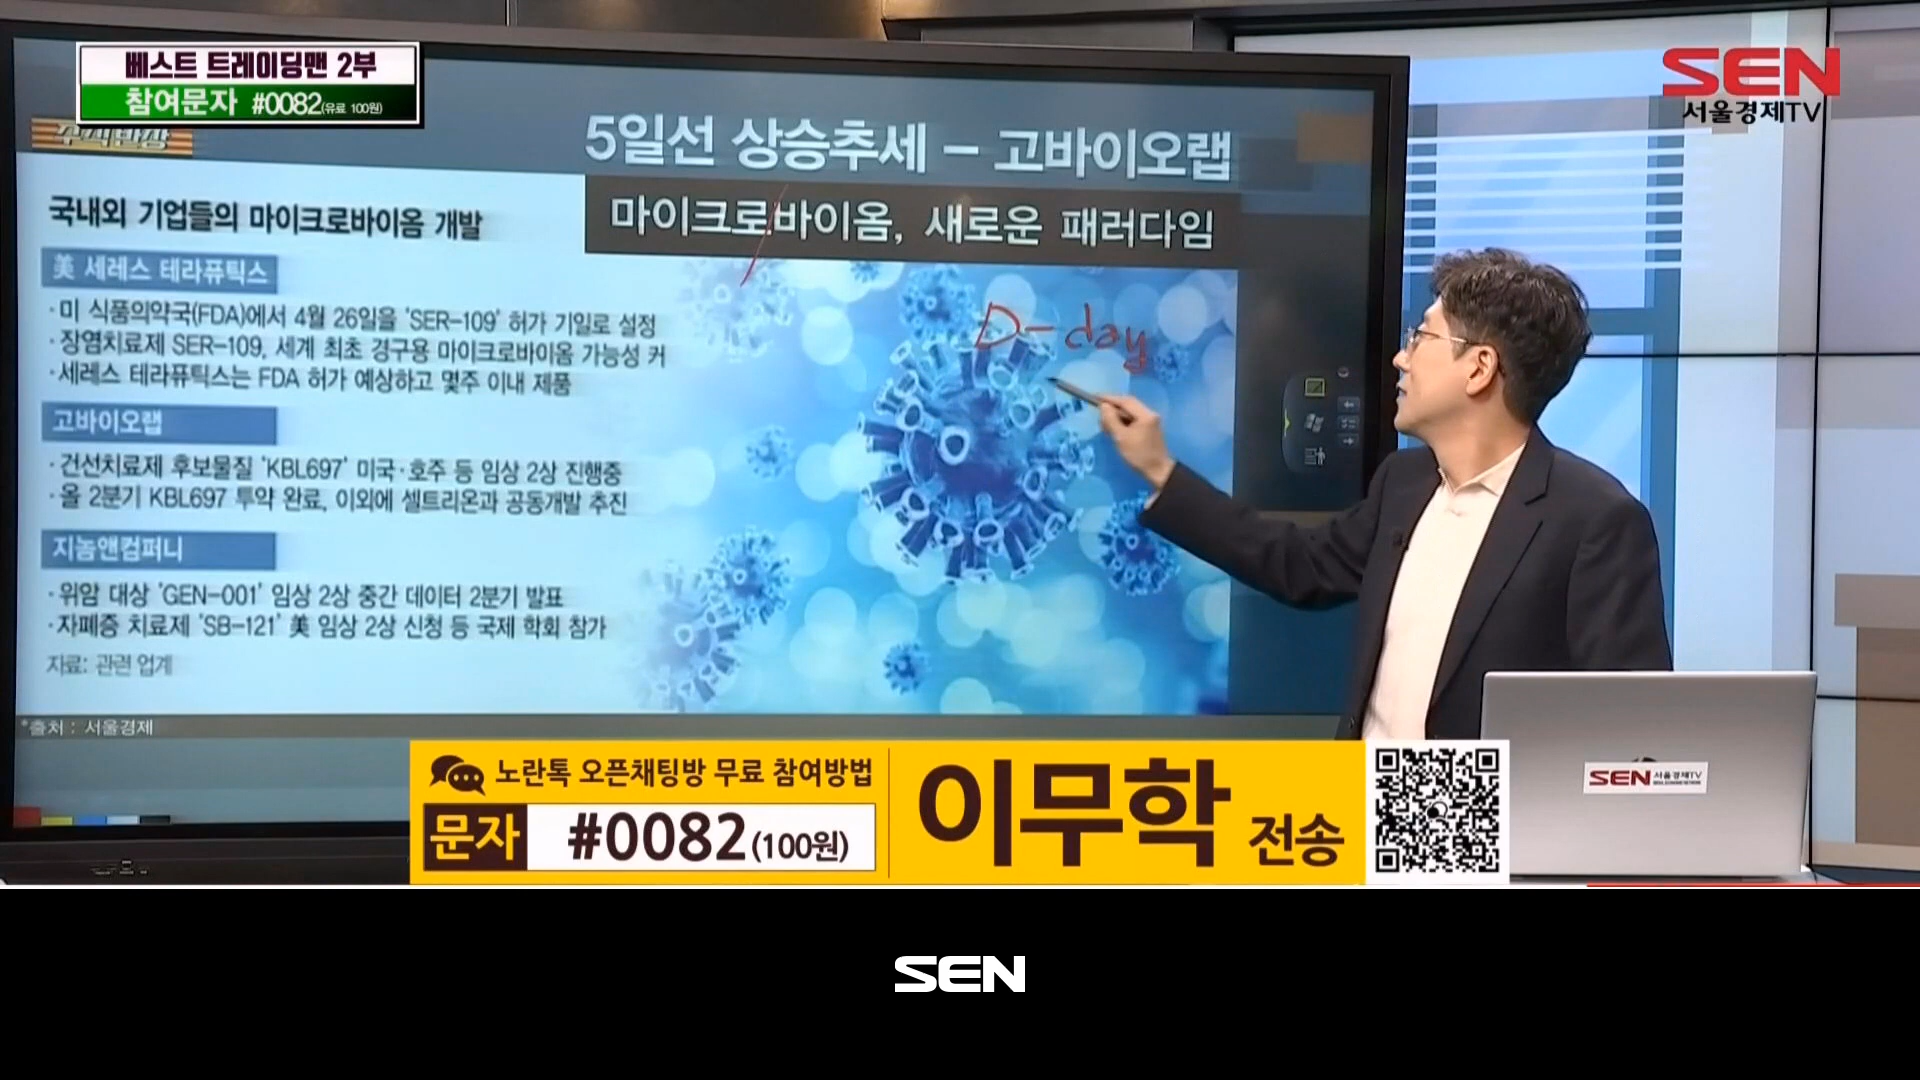 베스트 트레이딩맨 2부
참여문자 #0082(유료 100원)
SEN
서울경제TV
주식반장
5일선 상승추세 – 고바이오랩
마이크로바이옴, 새로운 패러다임
국내외 기업들의 마이크로바이옴 개발
美 세레스 테라퓨틱스
·미 식품의약국(FDA)에서 4월 26일을 'SER-109' 허가 기일로 설정
·장염치료제 SER-109, 세계 최초 경구용 마이크로바이옴 가능성 커
·세레스 테라퓨틱스는 FDA 허가 예상하고 몇주 이내 제품
D-day
고바이오랩
·건선치료제 후보물질 'KBL697' 미국·호주 등 임상 2상 진행중
·올 2분기 KBL697 투약 완료, 이외에 셀트리온과 공동개발 추진
지놈앤컴퍼니
·위암 대상 'GEN-001' 임상 2상 중간 데이터 2분기 발표
·자폐증 치료제 'SB-121' 美 임상 2상 신청 등 국제 학회 참가
자료: 관련 업계
*출처 : 서울경제
노란톡 오픈채팅방 무료 참여방법
문자 #0082(100원)
이무학 전송
SEN 서울경제TV
SEN